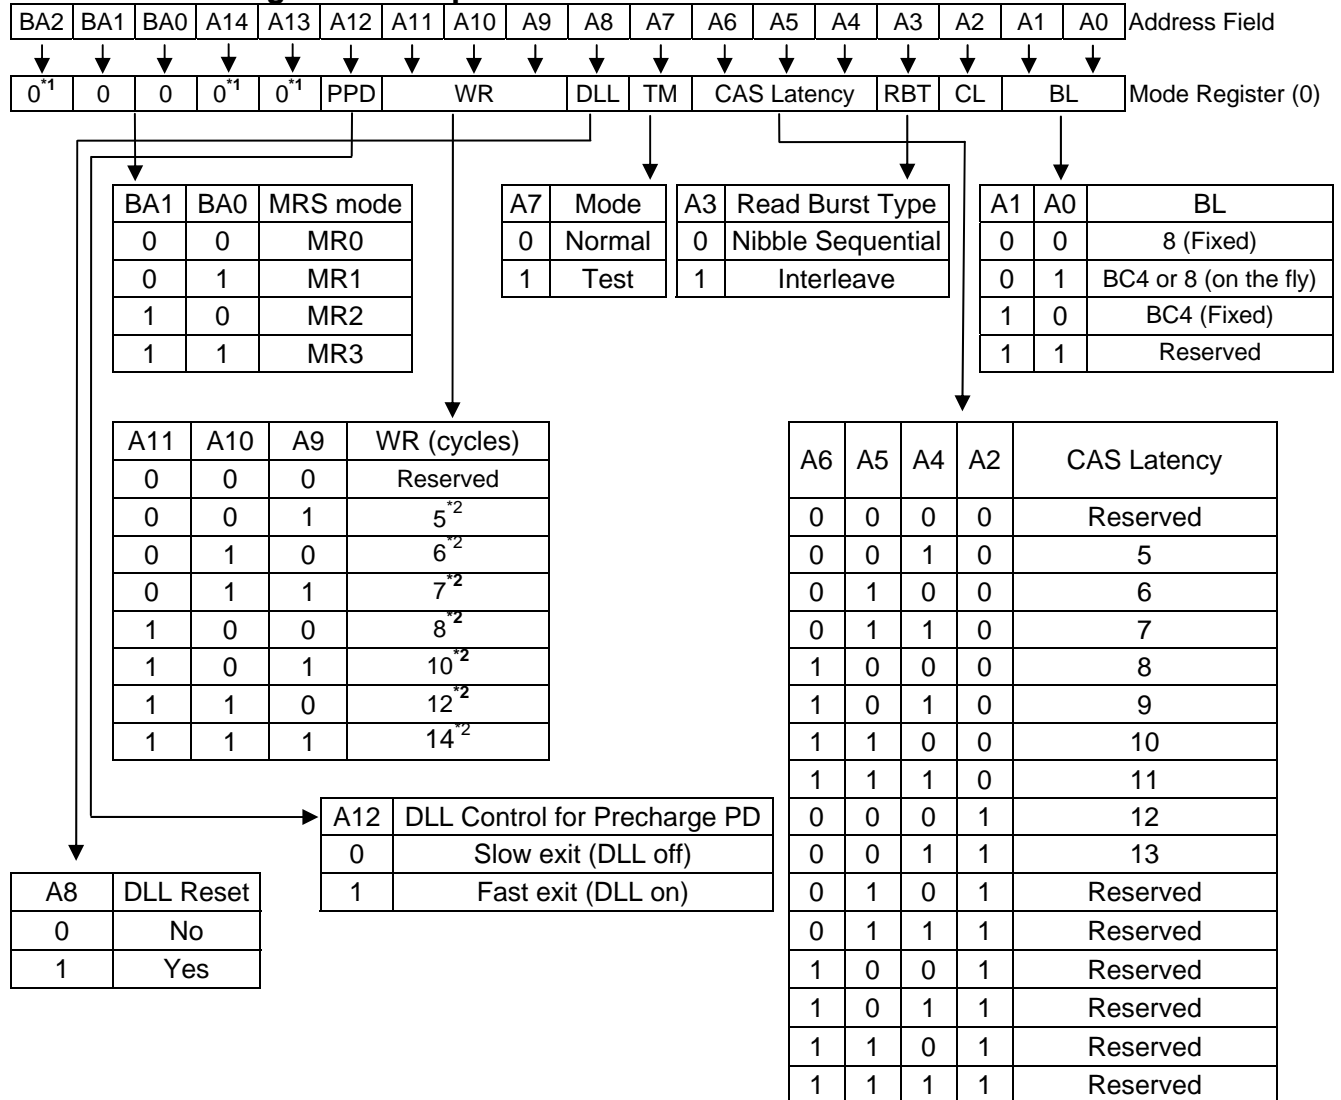 BA2 BA1 BA0 A14 A13 A12 A11 A10 A9 A8 A7 A6 A5 A4 A3 A2 A1 A0 Address Field
0*1 0 0 0*1 0*1 PPD WR DLL TM CAS Latency RBT CL BL Mode Register (0)
BA1 BA0 MRS mode
0 0 MR0
0 1 MR1
1 0 MR2
1 1 MR3
A7 Mode
0 Normal
1 Test
A3 Read Burst Type
0 Nibble Sequential
1 Interleave
A1 A0 BL
0 0 8 (Fixed)
0 1 BC4 or 8 (on the fly)
1 0 BC4 (Fixed)
1 1 Reserved
A11 A10 A9 WR (cycles)
0 0 0 Reserved
0 0 1 5*2
0 1 0 6*2
0 1 1 7*2
1 0 0 8*2
1 0 1 10*2
1 1 0 12*2
1 1 1 14*2
A6 A5 A4 A2 CAS Latency
0 0 0 0 Reserved
0 0 1 0 5
0 1 0 0 6
0 1 1 0 7
1 0 0 0 8
1 0 1 0 9
1 1 0 0 10
1 1 1 0 11
0 0 0 1 12
0 0 1 1 13
0 1 0 1 Reserved
0 1 1 1 Reserved
1 0 0 1 Reserved
1 0 1 1 Reserved
1 1 0 1 Reserved
1 1 1 1 Reserved
A12 DLL Control for Precharge PD
0 Slow exit (DLL off)
1 Fast exit (DLL on)
A8 DLL Reset
0 No
1 Yes